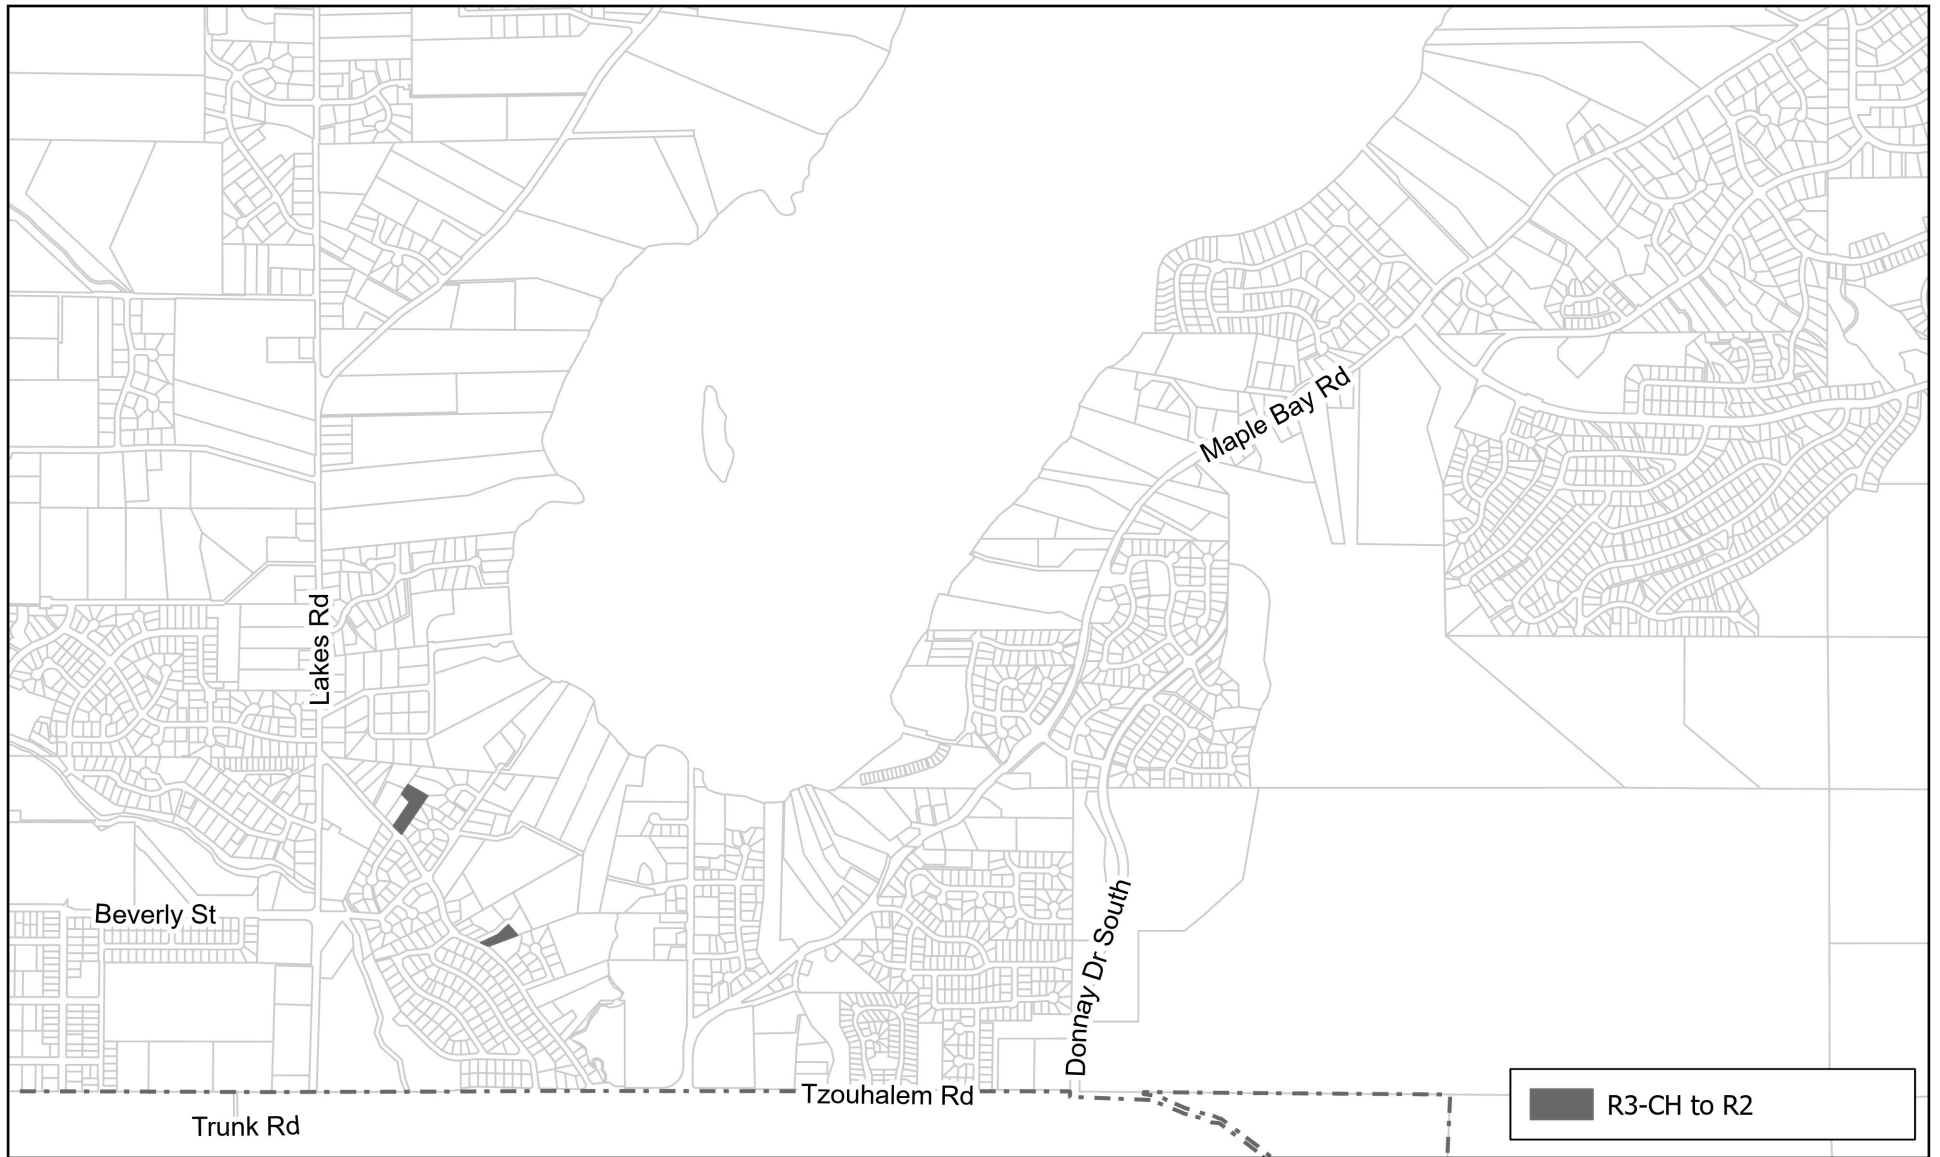 Maple Bay Rd
Lakes Rd
Beverly St
Donnay Dr South
Tzouhalem Rd
Trunk Rd
R3-CH to R2